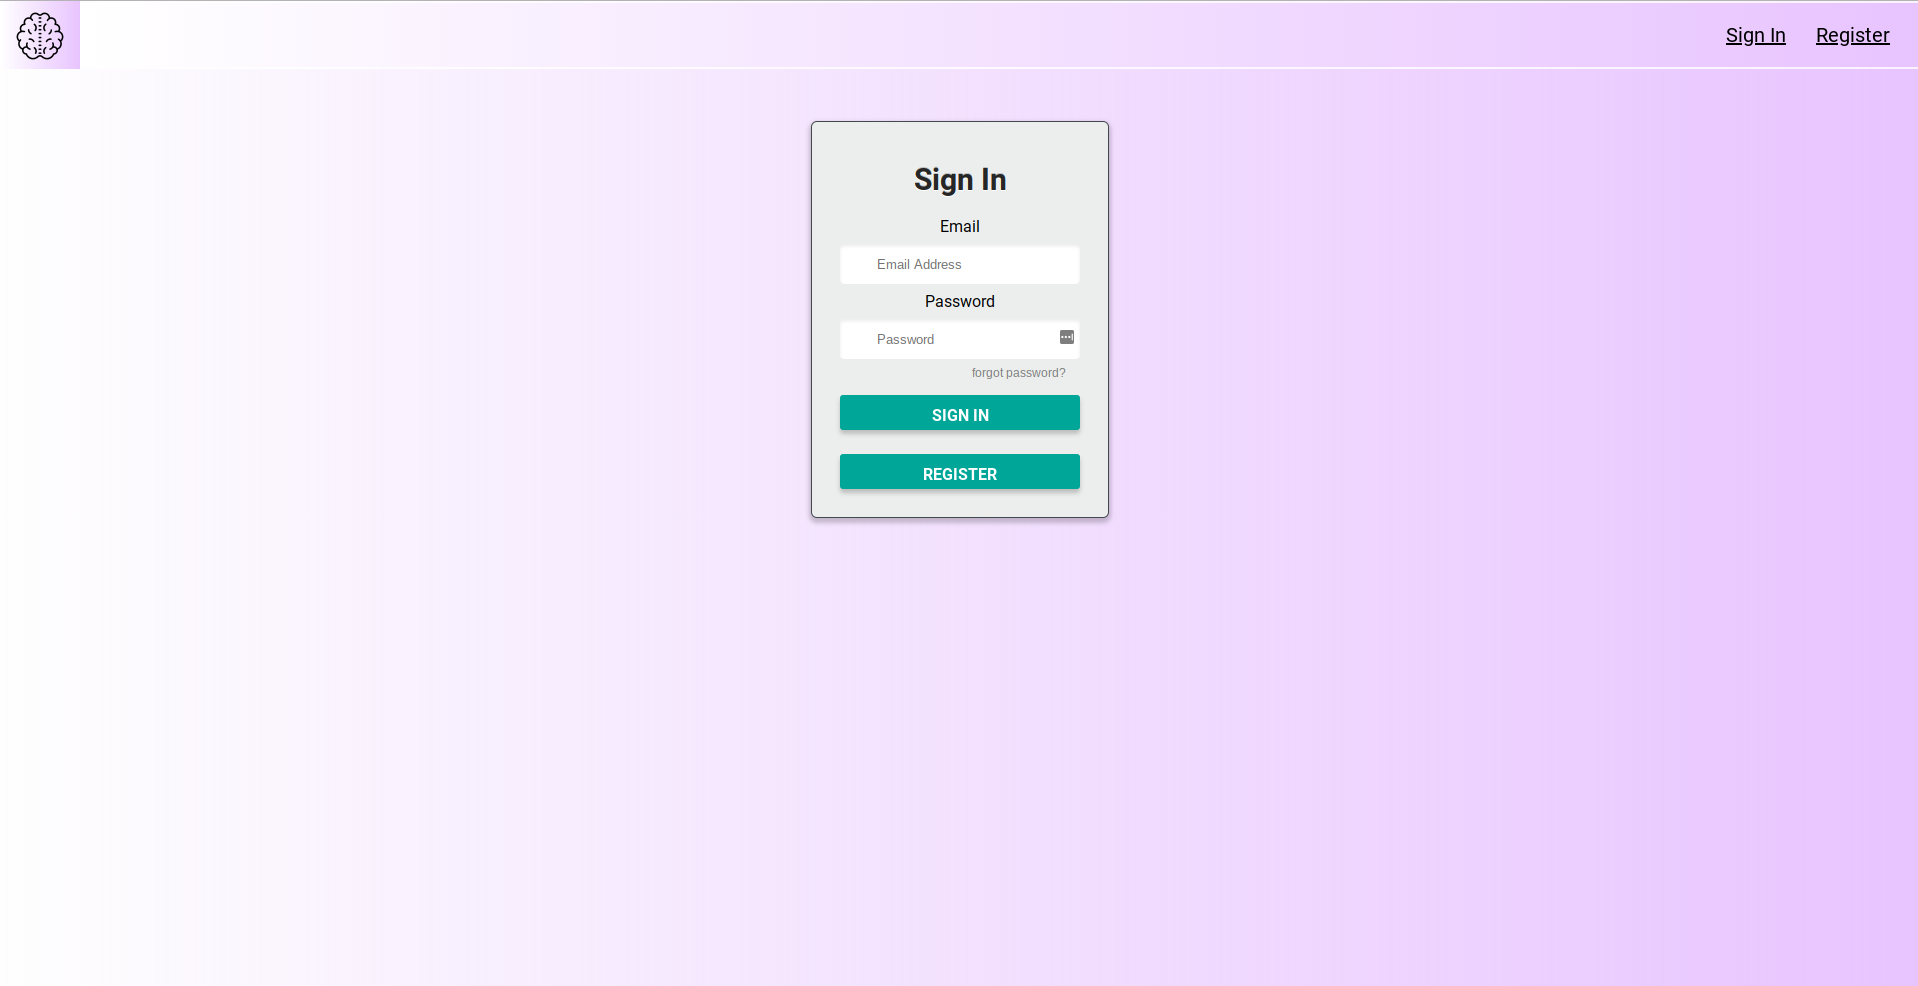 Sign In Register
Sign In
Email
Email Address
Password
Password
forgot password?
SIGN IN
REGISTER